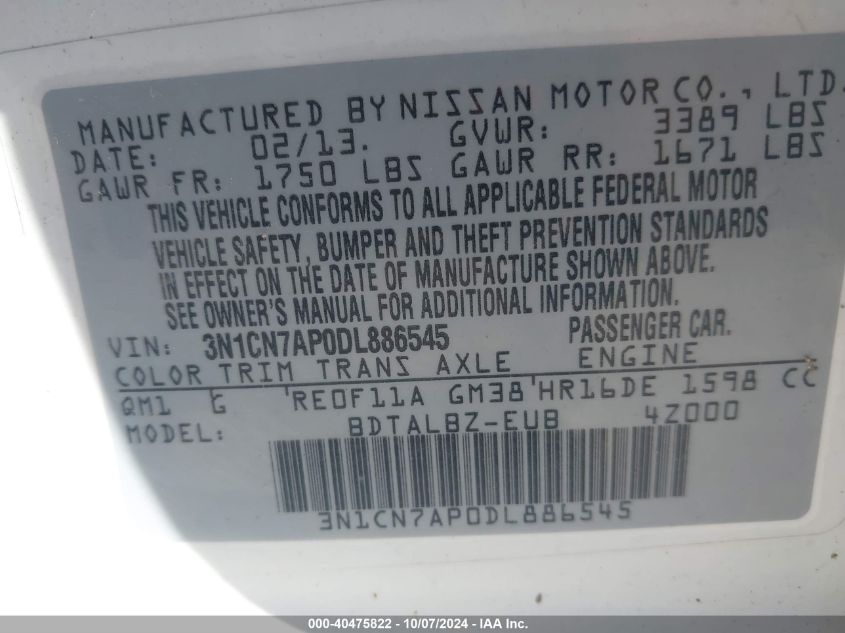 MANUFACTURED BY NISSAN MOTOR CO., LTD.
DATE: 02/13. GVWR: 3389 LBS
GAWR FR: 1750 LBS GAWR RR: 1671 LBS
THIS VEHICLE CONFORMS TO ALL APPLICABLE FEDERAL MOTOR
VEHICLE SAFETY, BUMPER AND THEFT PREVENTION STANDARDS
IN EFFECT ON THE DATE OF MANUFACTURE SHOWN ABOVE.
SEE OWNER'S MANUAL FOR ADDITIONAL INFORMATION.
VIN: 3N1CN7AP0DL886545 PASSENGER CAR.
COLOR TRIM TRANS AXLE ENGINE
QM1 G RE0F11A GM38 HR16DE 1598 CC
MODEL: BDTALBZ-EUB 4Z000
3N1CN7AP0DL886545
000-40475822 - 10/07/2024 - IAA Inc.